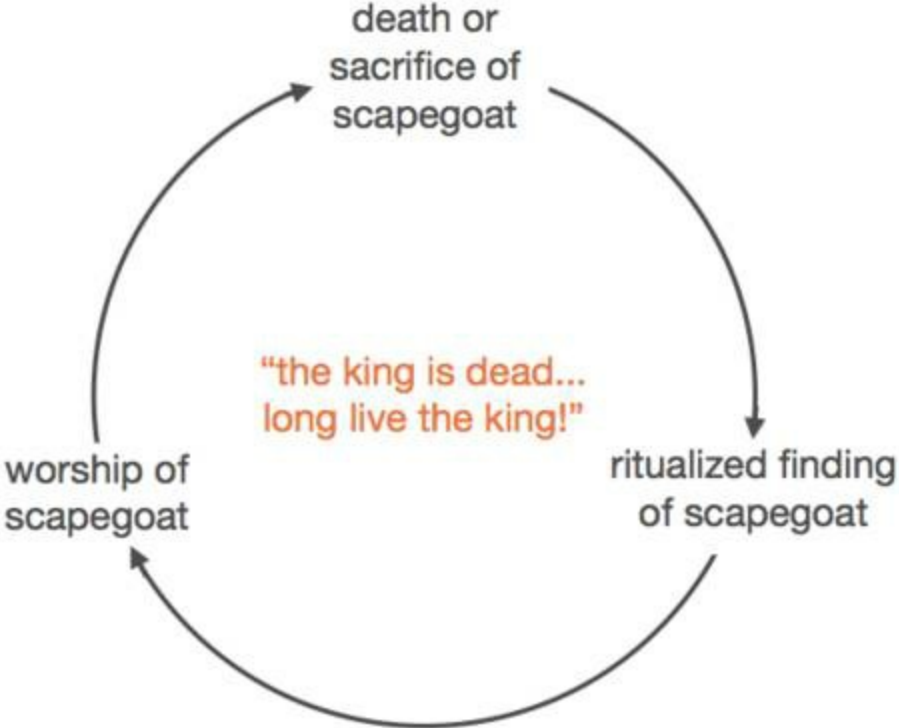 death or
sacrifice of
scapegoat
"the king is dead...
long live the king!"
worship of
scapegoat
ritualized finding
of scapegoat